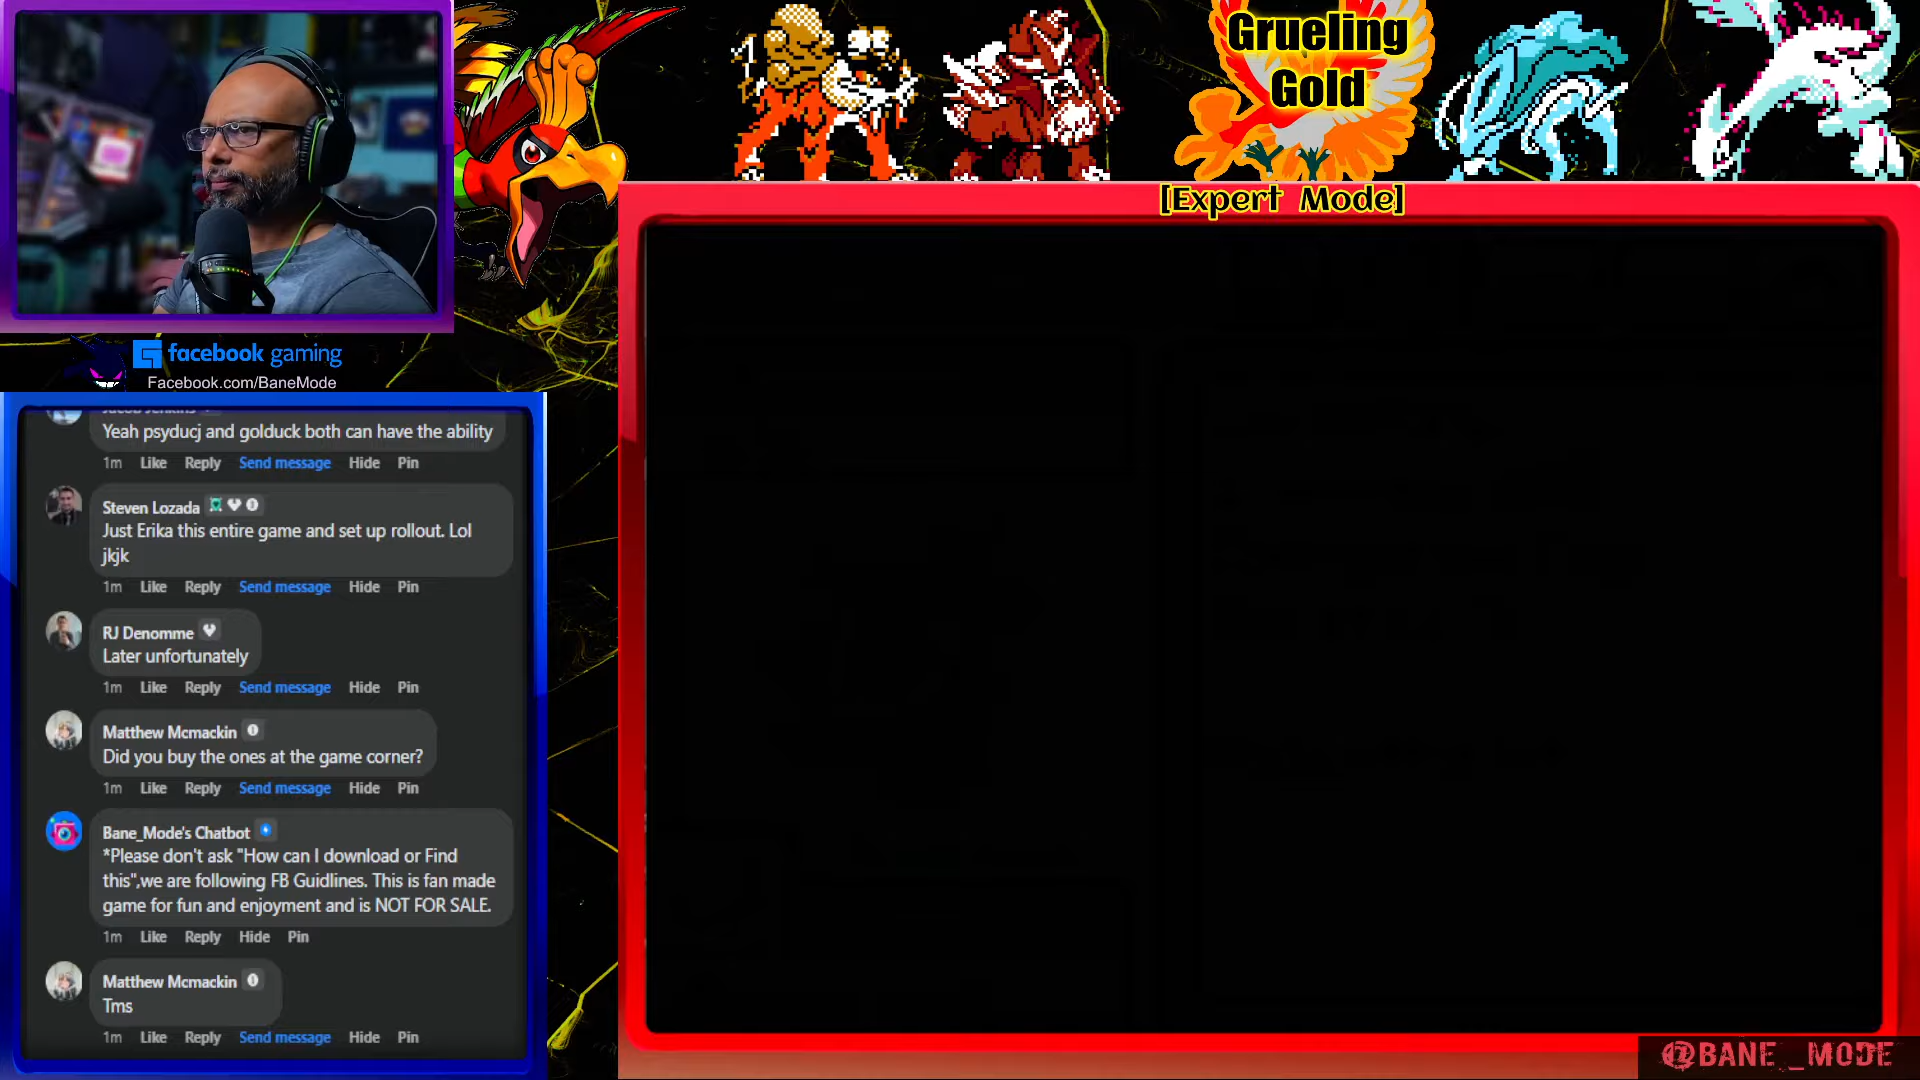 Grueling
Gold
[Expert Mode]
facebook gaming
Facebook.com/BaneMode
Yeah psyducj and golduck both can have the ability
1m Like Reply Send message Hide Pin
Steven Lozada
Just Erika this entire game and set up rollout. Lol
jkjk
1m Like Reply Send message Hide Pin
RJ Denomme
Later unfortunately
1m Like Reply Send message Hide Pin
Matthew Mcmackin
Did you buy the ones at the game corner?
1m Like Reply Send message Hide Pin
Bane_Mode's Chatbot
*Please don't ask "How can I download or Find
this",we are following FB Guidlines. This is fan made
game for fun and enjoyment and is NOT FOR SALE.
1m Like Reply Hide Pin
Matthew Mcmackin
Tms
1m Like Reply Send message Hide Pin
@BANE_MODE